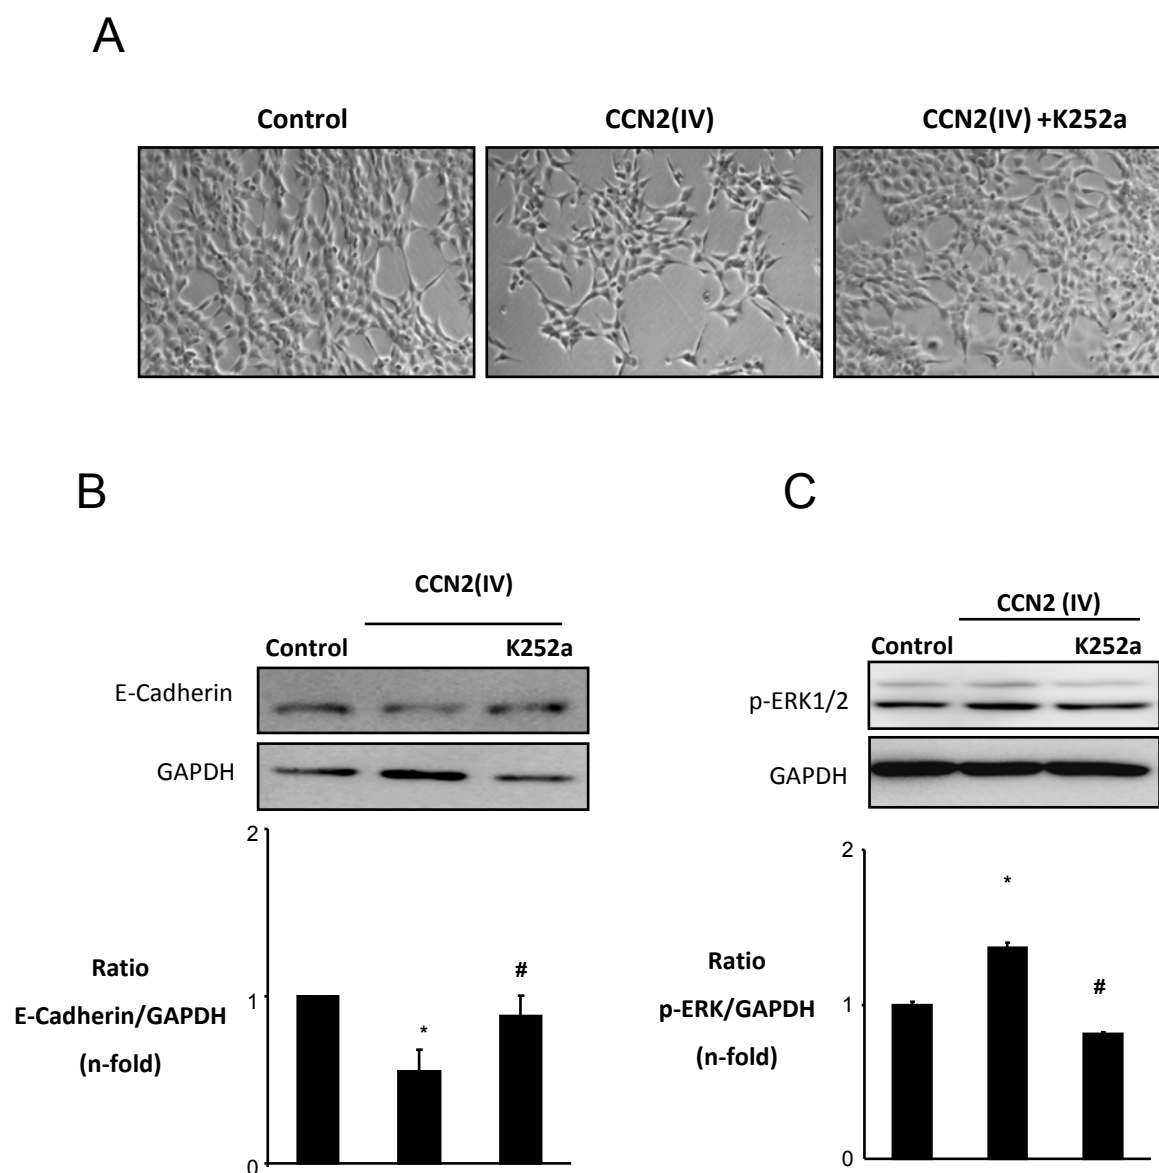 A
Control
CCN2(IV)
CCN2(IV) +K252a
B
CCN2(IV)
Control
K252a
E-Cadherin
GAPDH
2
1
0
Ratio
E-Cadherin/GAPDH
(n-fold)
*
#
C
CCN2 (IV)
Control
K252a
p-ERK1/2
GAPDH
2
1
0
Ratio
p-ERK/GAPDH
(n-fold)
*
#